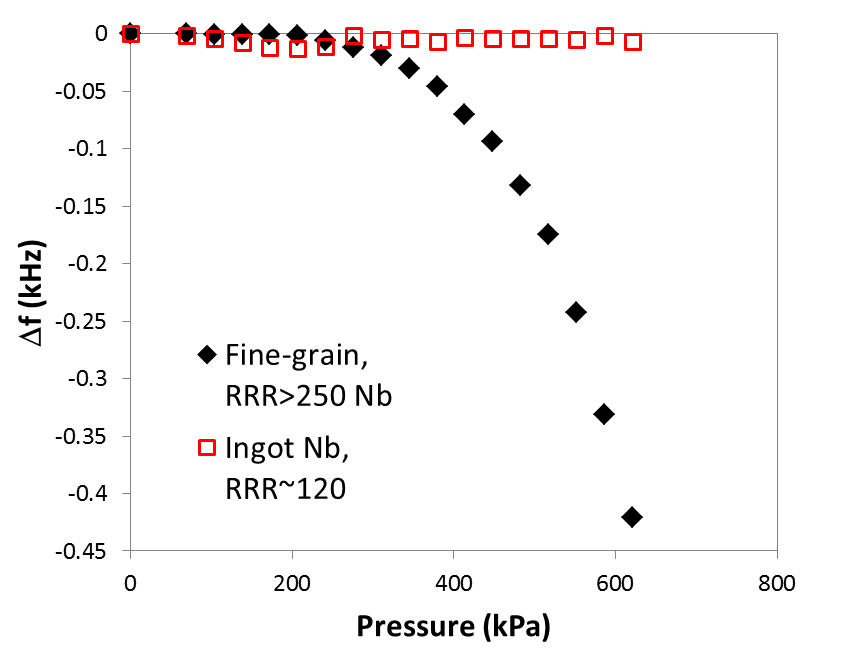 0
-0.05
-0.1
-0.15
-0.2
-0.25
-0.3
-0.35
-0.4
-0.45
Δf (kHz)
Fine-grain,
RRR>250 Nb
Ingot Nb,
RRR~120
0 200 400 600 800
Pressure (kPa)